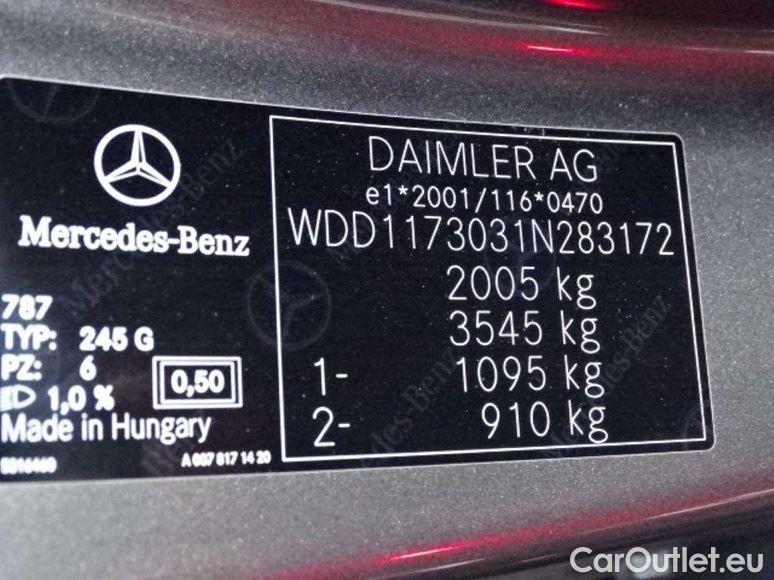 Mercedes-Benz
787
TYP: 245 G
PZ: 6
1,0 %
0,50
Made in Hungary
A 007 817 14 20
DAIMLER AG
e1*2001/116*0470
WDD1173031N283172
2005 kg
3545 kg
1- 1095 kg
2- 910 kg
CarOutlet.eu